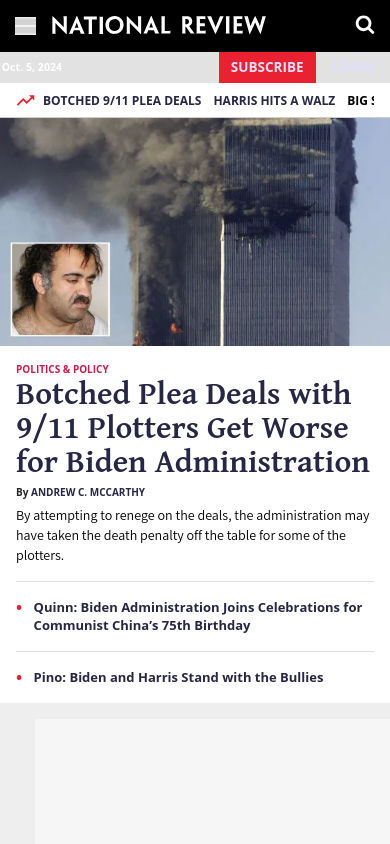 NATIONAL REVIEW
Oct. 5, 2024
SUBSCRIBE
BOTCHED 9/11 PLEA DEALS HARRIS HITS A WALZ BIG
POLITICS & POLICY
Botched Plea Deals with
9/11 Plotters Get Worse
for Biden Administration
By ANDREW C. MCCARTHY
By attempting to renege on the deals, the administration may
have taken the death penalty off the table for some of the
plotters.
Quinn: Biden Administration Joins Celebrations for
Communist China’s 75th Birthday
Pino: Biden and Harris Stand with the Bullies